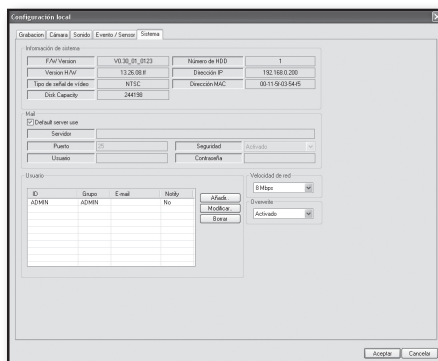 Configuración local
Grabacion Cámara Sonido Evento / Sensor Sistema
Información de sistema
F/W Version V0.30_01_0123 Número de HDD 1
Version H/W 13.26.08.ff Dirección IP 192.168.0.200
Tipo de señal de vídeo NTSC Dirección MAC 00-11-5f-03-54-f5
Disk Capacity 244198
Mail
Default server use
Servidor
Puerto 25 Seguridad Activado
Usuario Contraseña
Usuario
ID Grupo E-mail Notify
ADMIN ADMIN No
Añadir..
Modificar..
Borrar
Velocidad de red
8 Mbps
Overwrite
Activado
Aceptar Cancelar